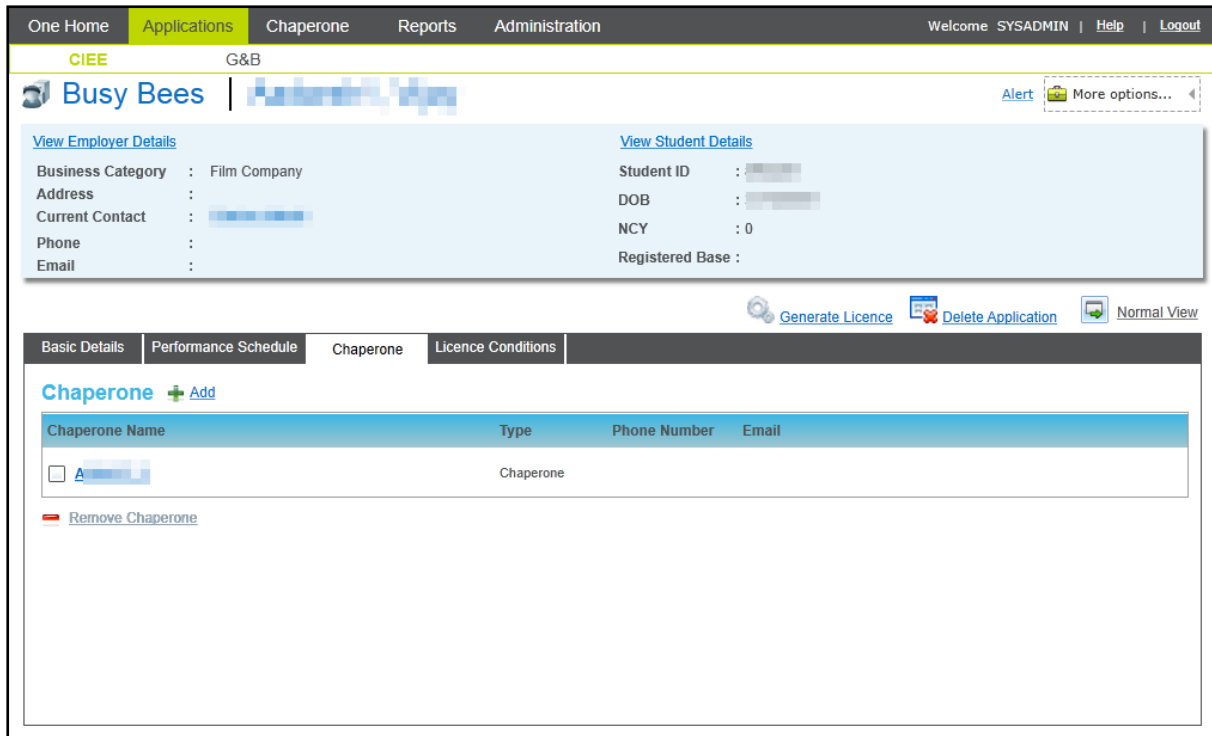 One Home Applications Chaperone Reports Administration Welcome SYSADMIN | Help | Logout
CIEE G&B
Busy Bees |
Alert More options...
View Employer Details View Student Details
Business Category : Film Company Student ID :
Address : DOB :
Current Contact : NCY : 0
Phone : Registered Base :
Email :
Generate Licence Delete Application Normal View
Basic Details Performance Schedule Chaperone Licence Conditions
Chaperone Add
Chaperone Name Type Phone Number Email
A Chaperone
Remove Chaperone